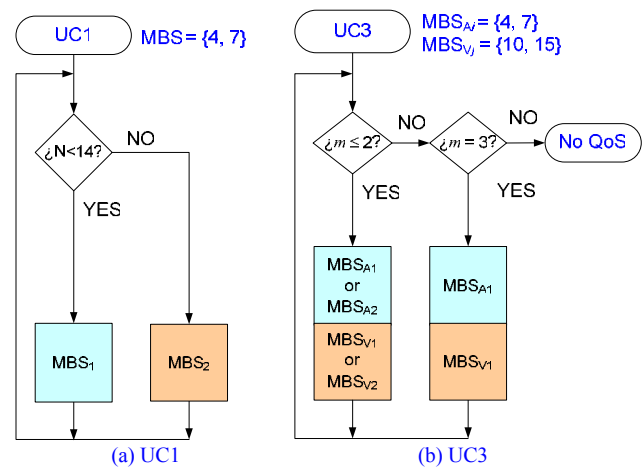 UC1
MBS = {4, 7}
¿N<14?
NO
YES
MBS1
MBS2
(a) UC1
UC3
MBSAi = {4, 7}
MBSVj = {10, 15}
¿m ≤ 2?
NO
¿m = 3?
NO
No QoS
YES
YES
MBSA1
or
MBSA2
MBSV1
or
MBSV2
MBSA1
MBSV1
(b) UC3